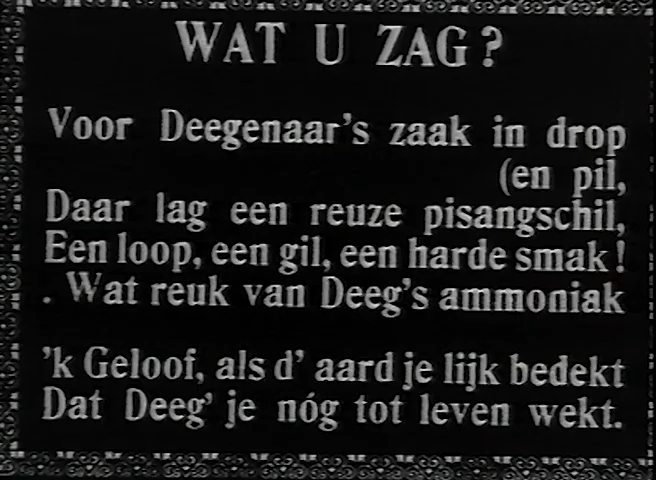 WAT U ZAG?
Voor Deegenaar's zaak in drop
(en pil,
Daar lag een reuze pisangschil,
Een loop, een gil, een harde smak!
. Wat reuk van Deeg's ammoniak
'k Geloof, als d' aard je lijk bedekt
Dat Deeg' je nóg tot leven wekt.